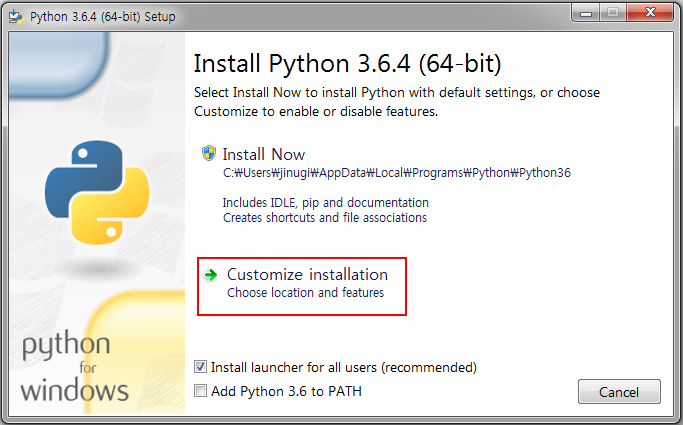 Python 3.6.4 (64-bit) Setup
Install Python 3.6.4 (64-bit)
Select Install Now to install Python with default settings, or choose
Customize to enable or disable features.
Install Now
C:₩Users₩jinugi₩AppData₩Local₩Programs₩Python₩Python36
Includes IDLE, pip and documentation
Creates shortcuts and file associations
Customize installation
Choose location and features
python
for
windows
Install launcher for all users (recommended)
Add Python 3.6 to PATH
Cancel